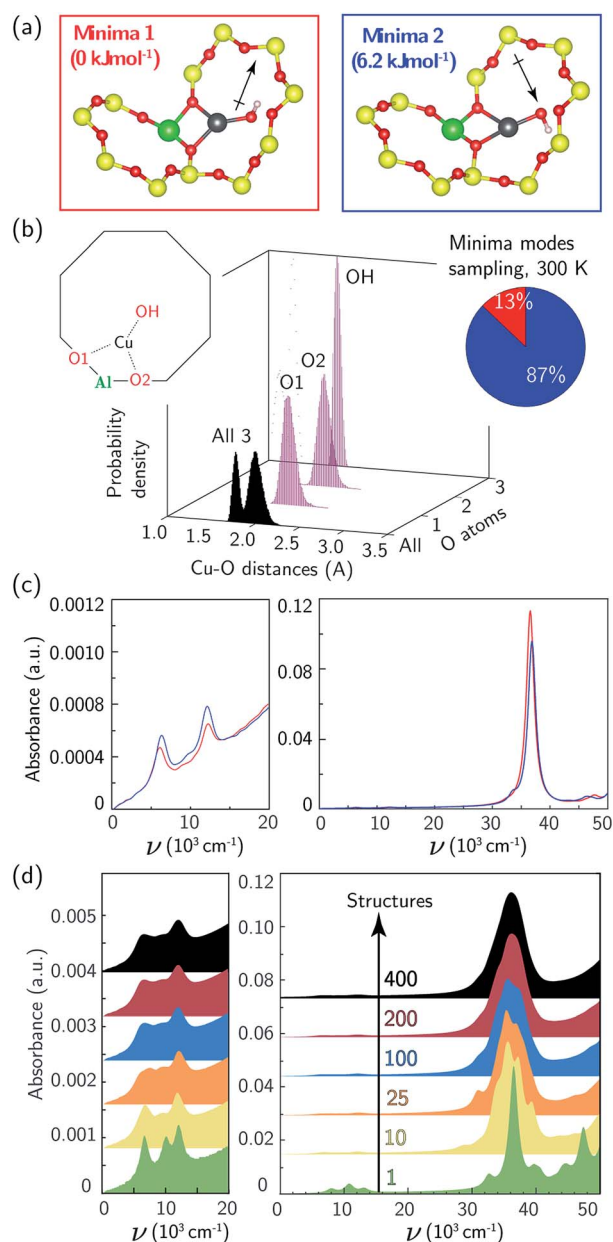 (a)
Minima 1
(0 kJmol⁻¹)
Minima 2
(6.2 kJmol⁻¹)
(b)
OH
Cu
O1
Al
O2
Probability
density
All 3
O1
O2
OH
1.0
1.5
2.0
2.5
3.0
3.5
Cu-O distances (A)
All
1
2
3
O atoms
Minima modes
sampling, 300 K
13%
87%
(c)
Absorbance (a.u.)
0.0012
0.0008
0.0004
0
0 10 20
ν (10³ cm⁻¹)
0.12
0.08
0.04
0
0 10 20 30 40 50
ν (10³ cm⁻¹)
(d)
Absorbance (a.u.)
0.005
0.004
0.003
0.002
0.001
0
0 10 20
ν (10³ cm⁻¹)
0.12
0.10
0.08
0.06
0.04
0.02
0
Structures
400
200
100
25
10
1
0 10 20 30 40 50
ν (10³ cm⁻¹)